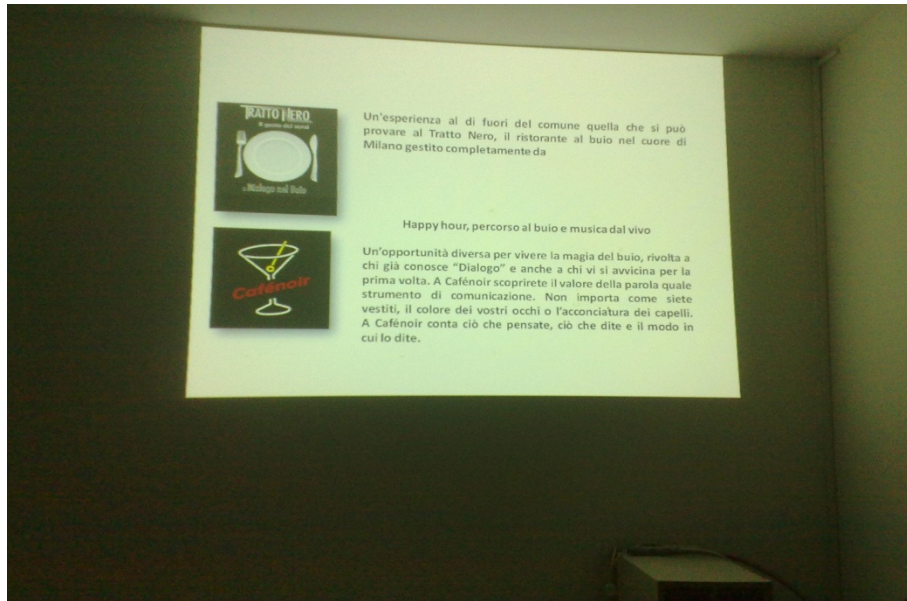 TRATTO NERO
Il gusto dei sensi
a Dialogo nel Buio
Un'esperienza al di fuori del comune quella che si può
provare al Tratto Nero, il ristorante al buio nel cuore di
Milano gestito completamente da
Cafénoir
Happy hour, percorso al buio e musica dal vivo
Un'opportunità diversa per vivere la magia del buio, rivolta a
chi già conosce "Dialogo" e anche a chi vi si avvicina per la
prima volta. A Cafénoir scoprirete il valore della parola quale
strumento di comunicazione. Non importa come siete
vestiti, il colore dei vostri occhi o l'acconciatura dei capelli.
A Cafénoir conta ciò che pensate, ciò che dite e il modo in
cui lo dite.